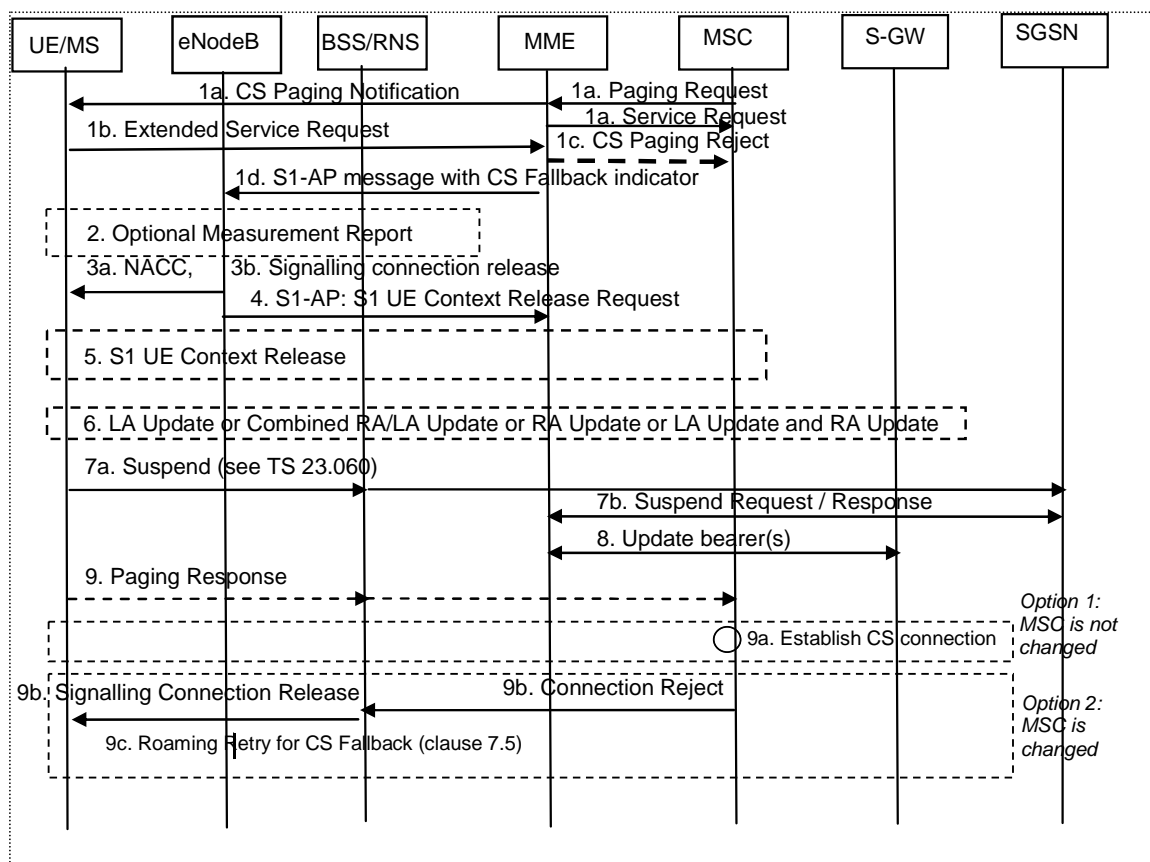 UE/MS
eNodeB
BSS/RNS
MME
MSC
S-GW
SGSN
1a. CS Paging Notification
1a. Paging Request
1a. Service Request
1b. Extended Service Request
1c. CS Paging Reject
1d. S1-AP message with CS Fallback indicator
2. Optional Measurement Report
3a. NACC,
3b. Signalling connection release
4. S1-AP: S1 UE Context Release Request
5. S1 UE Context Release
6. LA Update or Combined RA/LA Update or RA Update or LA Update and RA Update
7a. Suspend (see TS 23.060)
7b. Suspend Request / Response
8. Update bearer(s)
9. Paging Response
Option 1:
MSC is not
changed
9a. Establish CS connection
9b. Signalling Connection Release
9b. Connection Reject
Option 2:
MSC is
changed
9c. Roaming Retry for CS Fallback (clause 7.5)